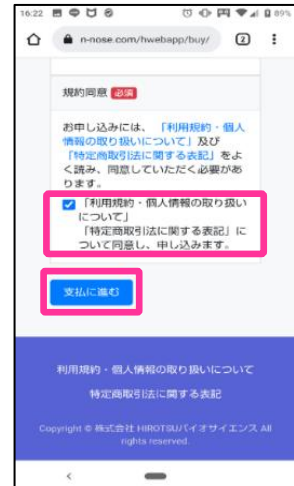 16:22
89%
n-nose.com/hwebapp/buy/
2
規約同意 必須
お申し込みには、「利用規約・個人
情報の取り扱いについて」及び
「特定商取引法に関する表記」をよ
く読み、同意していただく必要があ
ります。
「利用規約・個人情報の取り扱い
について」
「特定商取引法に関する表記」に
ついて同意し、申し込みます。
支払に進む
利用規約・個人情報の取り扱いについて
特定商取引法に関する表記
Copyright © 株式会社 HIROTSUバイオサイエンス All
rights reserved.